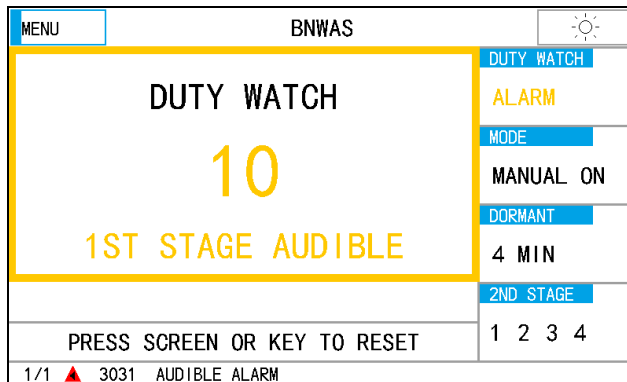 MENU
BNWAS
DUTY WATCH
10
1ST STAGE AUDIBLE
PRESS SCREEN OR KEY TO RESET
DUTY WATCH
ALARM
MODE
MANUAL ON
DORMANT
4 MIN
2ND STAGE
1 2 3 4
1/1 3031 AUDIBLE ALARM